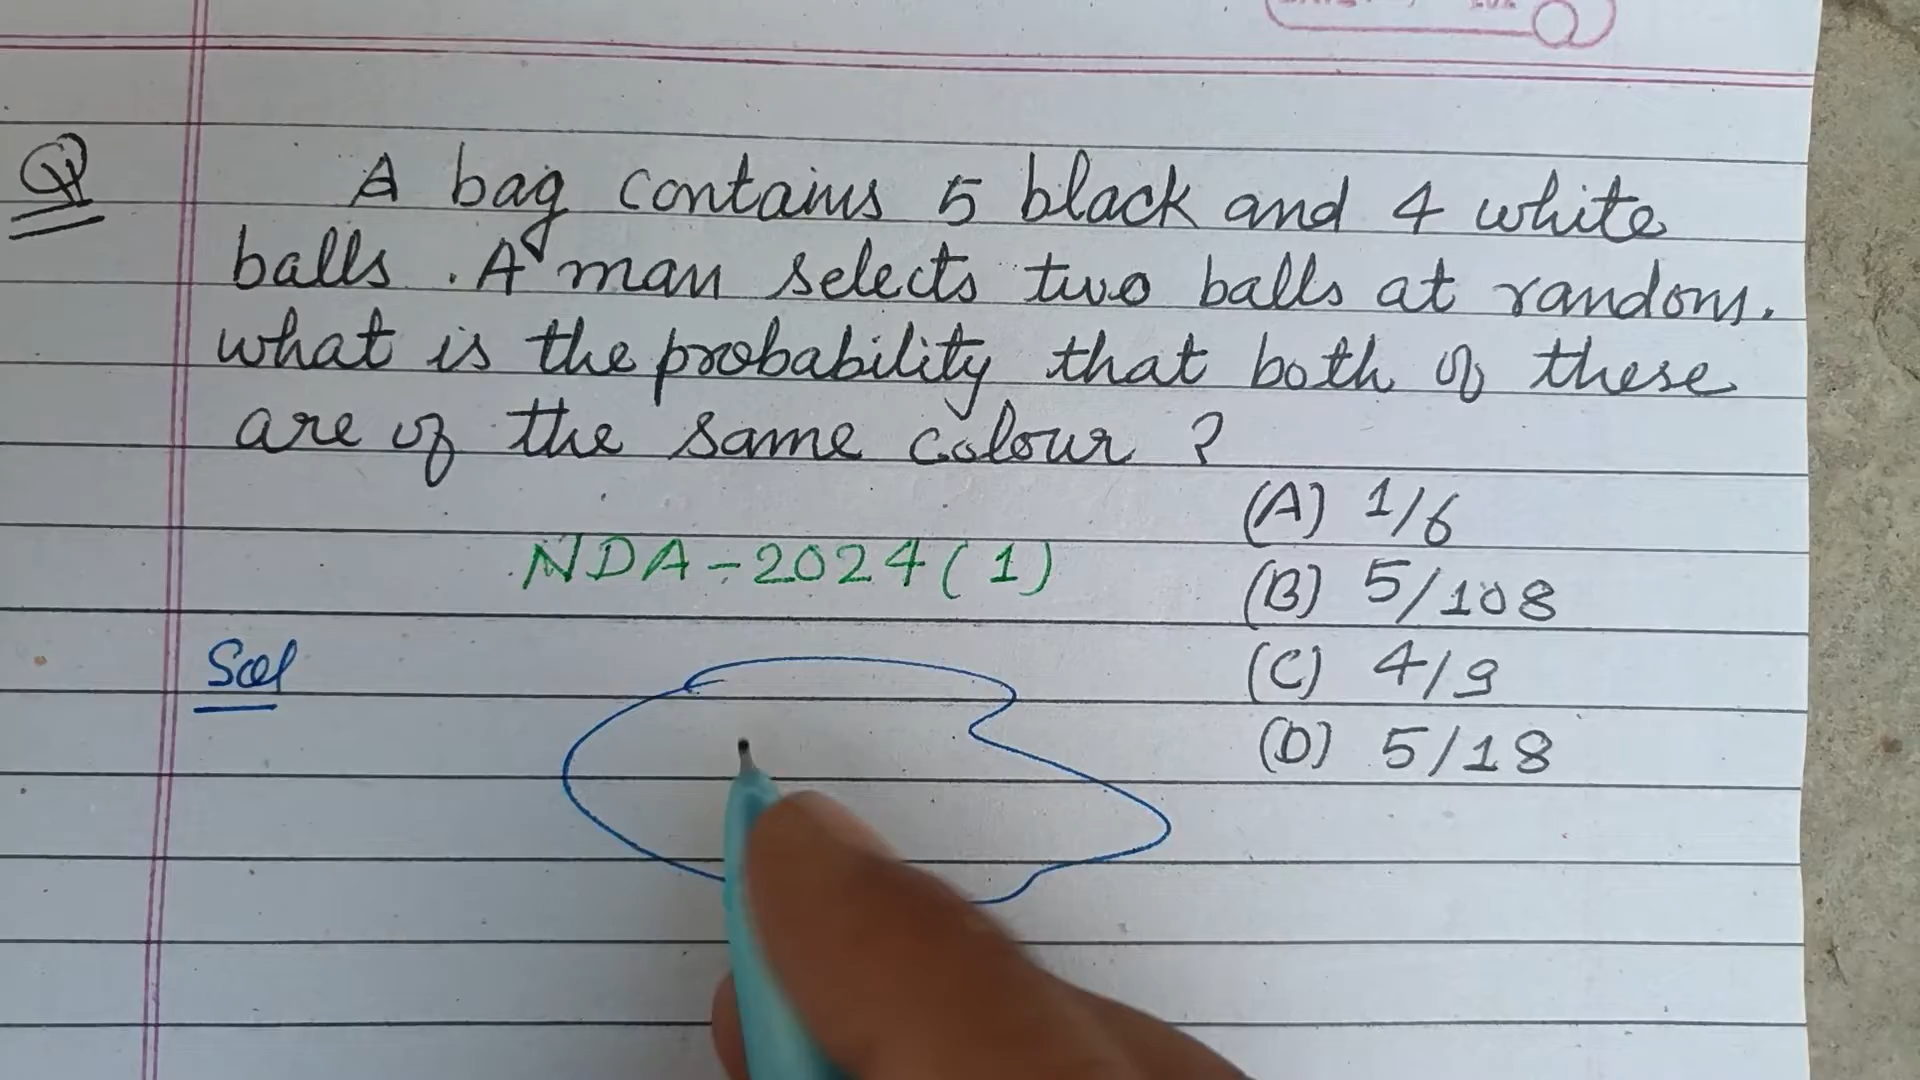 Q
A bag contains 5 black and 4 white
balls. A man selects two balls at random.
what is the probability that both of these
are of the same colour ?
NDA-2024(1)
(A) 1/6
(B) 5/108
(C) 4/9
(D) 5/18
Sol